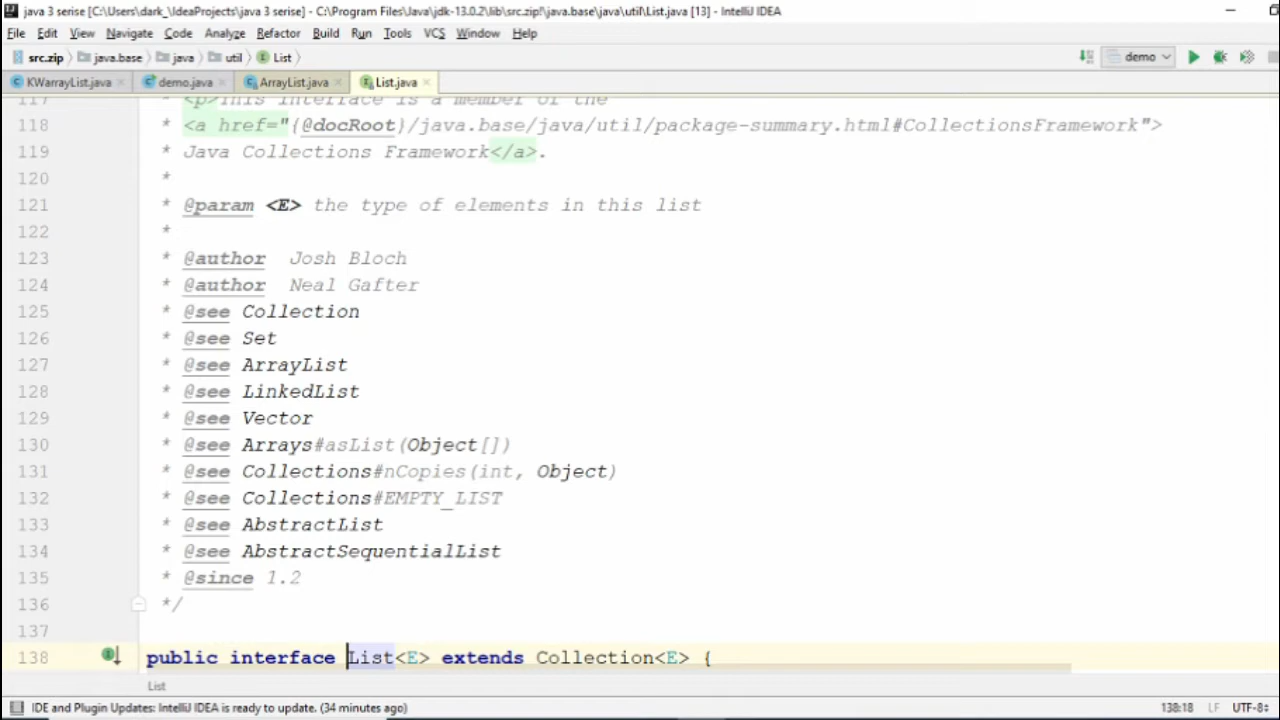 java 3 serise [C:\Users\dark_\IdeaProjects\java 3 serise] - C:\Program Files\Java\jdk-13.0.2\lib\src.zip!\java.base\java\util\List.java [13] - IntelliJ IDEA
File Edit View Navigate Code Analyze Refactor Build Run Tools VCS Window Help
src.zip java.base java util List demo
KWarrayList.java demo.java ArrayList.java List.java
117 * <p>This interface is a member of the
118 * <a href="{@docRoot}/java.base/java/util/package-summary.html#CollectionsFramework">
119 * Java Collections Framework</a>.
120 *
121 * @param <E> the type of elements in this list
122 *
123 * @author Josh Bloch
124 * @author Neal Gafter
125 * @see Collection
126 * @see Set
127 * @see ArrayList
128 * @see LinkedList
129 * @see Vector
130 * @see Arrays#asList(Object[])
131 * @see Collections#nCopies(int, Object)
132 * @see Collections#EMPTY_LIST
133 * @see AbstractList
134 * @see AbstractSequentialList
135 * @since 1.2
136 */
137
138 public interface List<E> extends Collection<E> {
List
IDE and Plugin Updates: IntelliJ IDEA is ready to update. (34 minutes ago) 138:18 LF UTF-8